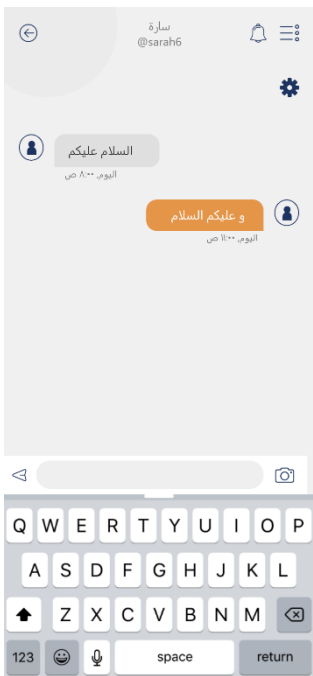 سارة
@sarah6
السلام عليكم
اليوم, ٨:٠٠ ص
و عليكم السلام
اليوم, ١١:٠٠ ص
Q W E R T Y U I O P
A S D F G H J K L
Z X C V B N M
123 space return